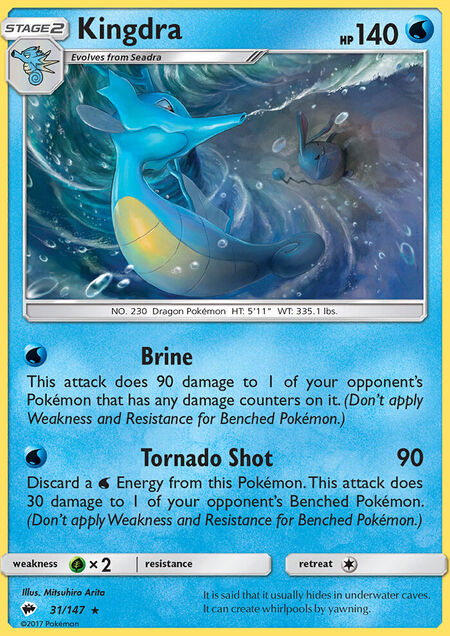 STAGE2 Kingdra HP 140
Evolves from Seadra
NO. 230 Dragon Pokémon HT: 5'11" WT: 335.1 lbs.
Brine
This attack does 90 damage to 1 of your opponent's
Pokémon that has any damage counters on it. (Don't apply
Weakness and Resistance for Benched Pokémon.)
Tornado Shot 90
Discard a Energy from this Pokémon. This attack does
30 damage to 1 of your opponent's Benched Pokémon.
(Don't apply Weakness and Resistance for Benched Pokémon.)
weakness ×2 resistance retreat
Illus. Mitsuhiro Arita
31/147 ★
©2017 Pokémon
It is said that it usually hides in underwater caves.
It can create whirlpools by yawning.